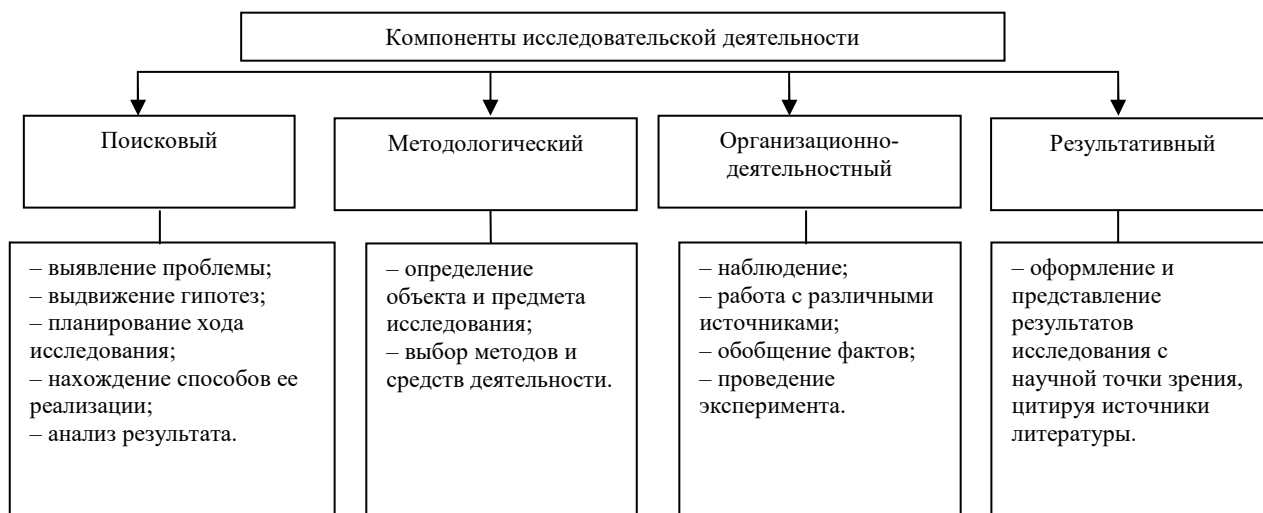 Компоненты исследовательской деятельности
Поисковый
Методологический
Организационно-
деятельностный
Результативный
– выявление проблемы;
– выдвижение гипотез;
– планирование хода
исследования;
– нахождение способов ее
реализации;
– анализ результата.
– определение
объекта и предмета
исследования;
– выбор методов и
средств деятельности.
– наблюдение;
– работа с различными
источниками;
– обобщение фактов;
– проведение
эксперимента.
– оформление и
представление
результатов
исследования с
научной точки зрения,
цитируя источники
литературы.